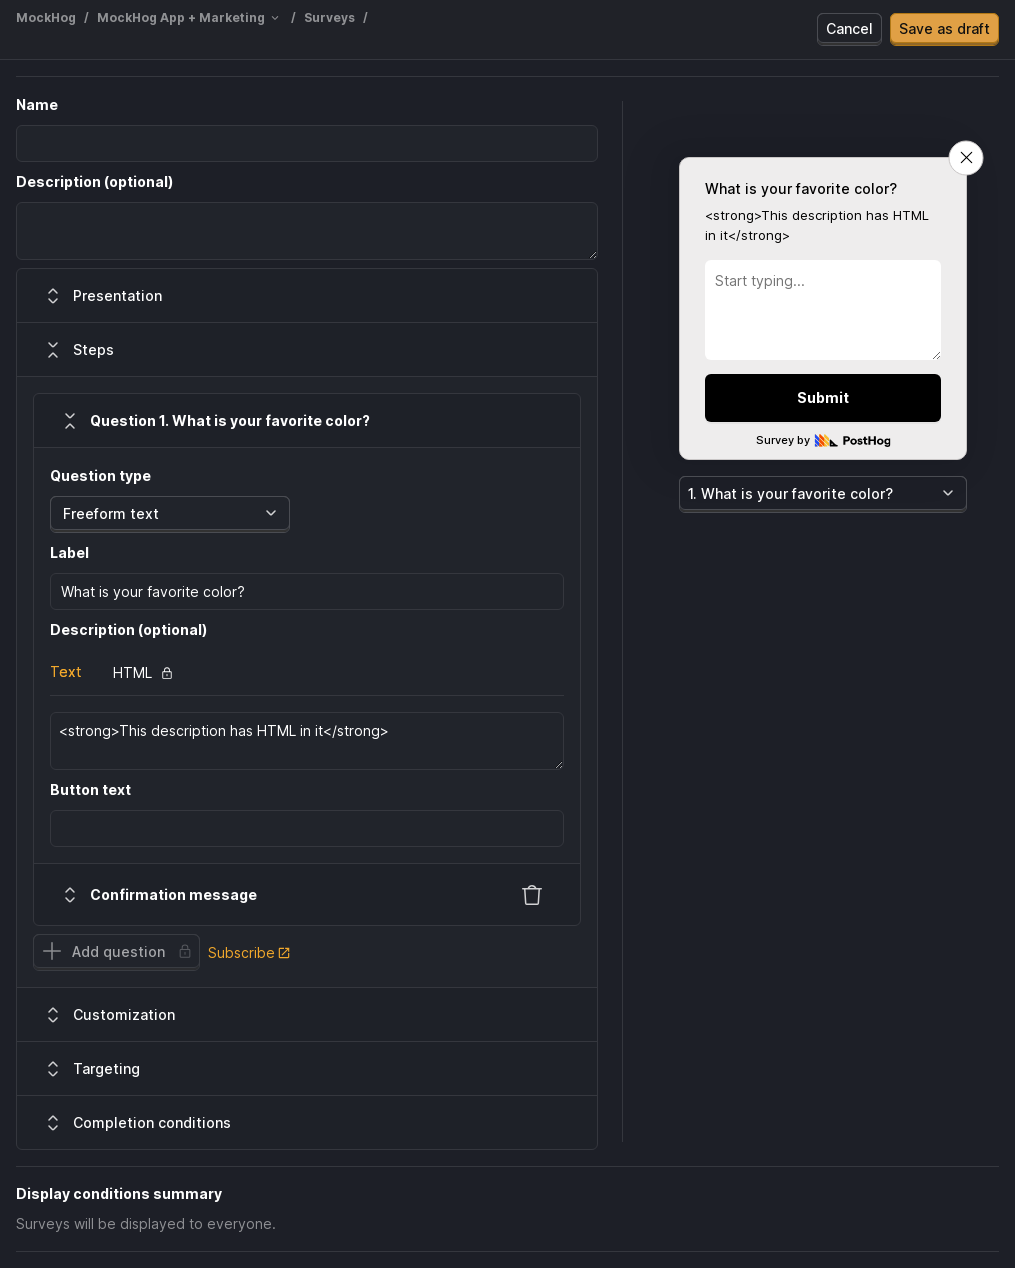 MockHog / MockHog App + Marketing / Surveys /
Cancel
Save as draft
Name
Description (optional)
Presentation
Steps
Question 1. What is your favorite color?
Question type
Freeform text
Label
What is your favorite color?
Description (optional)
Text
HTML
<strong>This description has HTML in it</strong>
Button text
Confirmation message
Add question
Subscribe
Customization
Targeting
Completion conditions
What is your favorite color?
<strong>This description has HTML
in it</strong>
Start typing...
Submit
Survey by PostHog
1. What is your favorite color?
Display conditions summary
Surveys will be displayed to everyone.